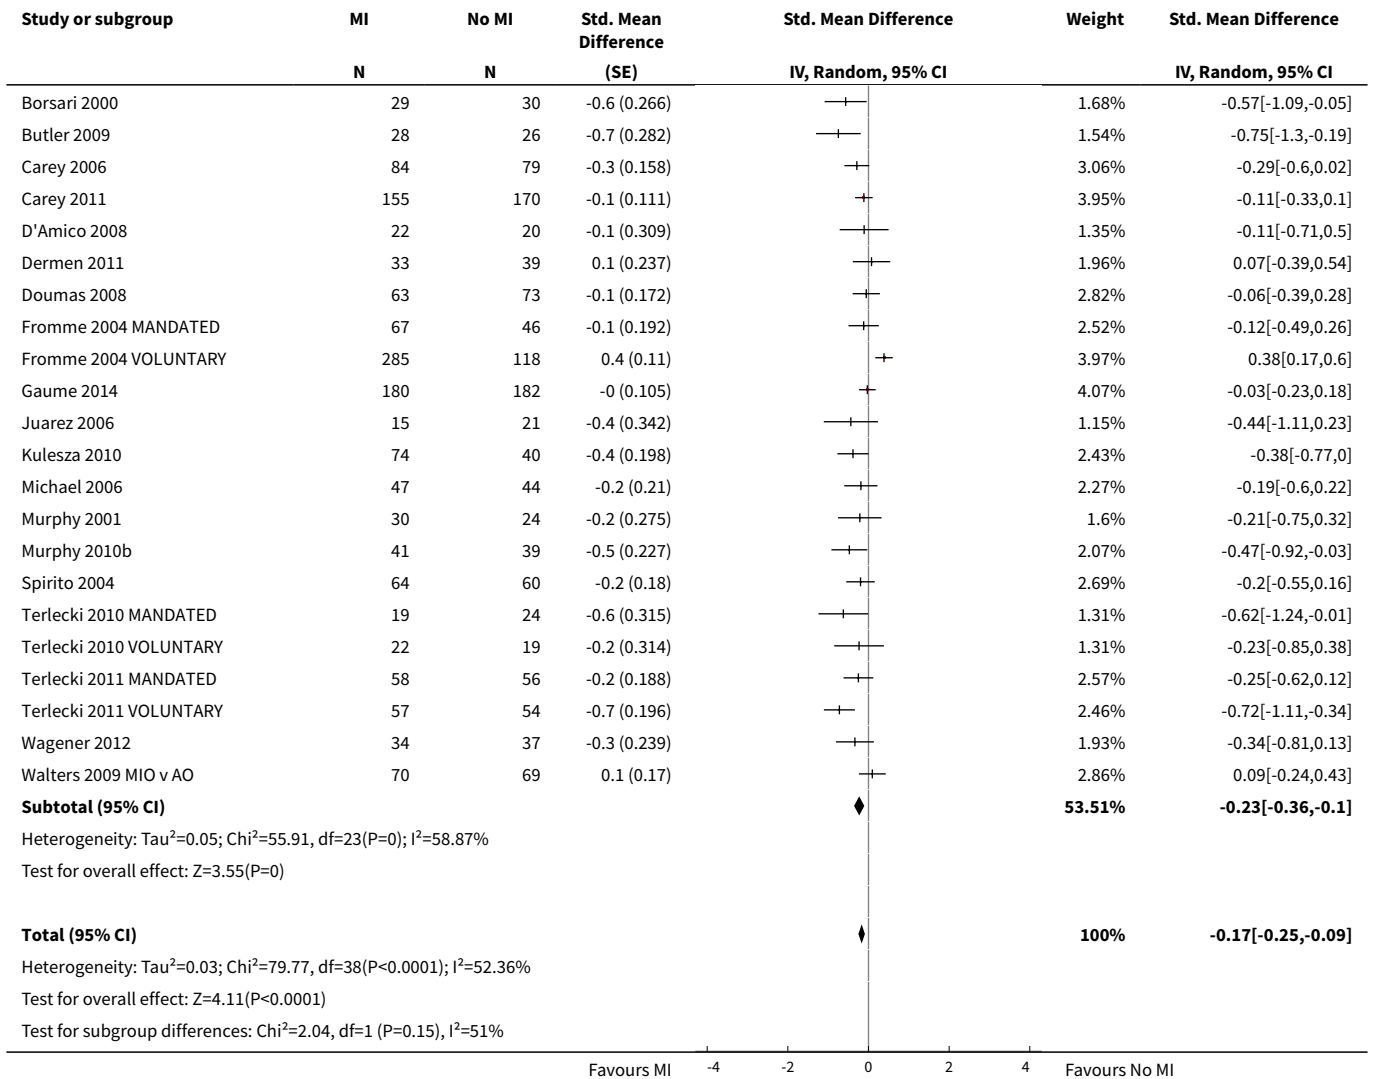 Study or subgroup MI No MI Std. Mean Difference Std. Mean Difference Weight Std. Mean Difference
N N (SE) IV, Random, 95% CI IV, Random, 95% CI
Borsari 2000 29 30 -0.6 (0.266) 1.68% -0.57[-1.09,-0.05]
Butler 2009 28 26 -0.7 (0.282) 1.54% -0.75[-1.3,-0.19]
Carey 2006 84 79 -0.3 (0.158) 3.06% -0.29[-0.6,0.02]
Carey 2011 155 170 -0.1 (0.111) 3.95% -0.11[-0.33,0.1]
D'Amico 2008 22 20 -0.1 (0.309) 1.35% -0.11[-0.71,0.5]
Dermen 2011 33 39 0.1 (0.237) 1.96% 0.07[-0.39,0.54]
Doumas 2008 63 73 -0.1 (0.172) 2.82% -0.06[-0.39,0.28]
Fromme 2004 MANDATED 67 46 -0.1 (0.192) 2.52% -0.12[-0.49,0.26]
Fromme 2004 VOLUNTARY 285 118 0.4 (0.11) 3.97% 0.38[0.17,0.6]
Gaume 2014 180 182 -0 (0.105) 4.07% -0.03[-0.23,0.18]
Juarez 2006 15 21 -0.4 (0.342) 1.15% -0.44[-1.11,0.23]
Kulesza 2010 74 40 -0.4 (0.198) 2.43% -0.38[-0.77,0]
Michael 2006 47 44 -0.2 (0.21) 2.27% -0.19[-0.6,0.22]
Murphy 2001 30 24 -0.2 (0.275) 1.6% -0.21[-0.75,0.32]
Murphy 2010b 41 39 -0.5 (0.227) 2.07% -0.47[-0.92,-0.03]
Spirito 2004 64 60 -0.2 (0.18) 2.69% -0.2[-0.55,0.16]
Terlecki 2010 MANDATED 19 24 -0.6 (0.315) 1.31% -0.62[-1.24,-0.01]
Terlecki 2010 VOLUNTARY 22 19 -0.2 (0.314) 1.31% -0.23[-0.85,0.38]
Terlecki 2011 MANDATED 58 56 -0.2 (0.188) 2.57% -0.25[-0.62,0.12]
Terlecki 2011 VOLUNTARY 57 54 -0.7 (0.196) 2.46% -0.72[-1.11,-0.34]
Wagener 2012 34 37 -0.3 (0.239) 1.93% -0.34[-0.81,0.13]
Walters 2009 MIO v AO 70 69 0.1 (0.17) 2.86% 0.09[-0.24,0.43]
Subtotal (95% CI) 53.51% -0.23[-0.36,-0.1]
Heterogeneity: Tau²=0.05; Chi²=55.91, df=23(P=0); I²=58.87%
Test for overall effect: Z=3.55(P=0)
Total (95% CI) 100% -0.17[-0.25,-0.09]
Heterogeneity: Tau²=0.03; Chi²=79.77, df=38(P<0.0001); I²=52.36%
Test for overall effect: Z=4.11(P<0.0001)
Test for subgroup differences: Chi²=2.04, df=1 (P=0.15), I²=51%
Favours MI -4 -2 0 2 4 Favours No MI